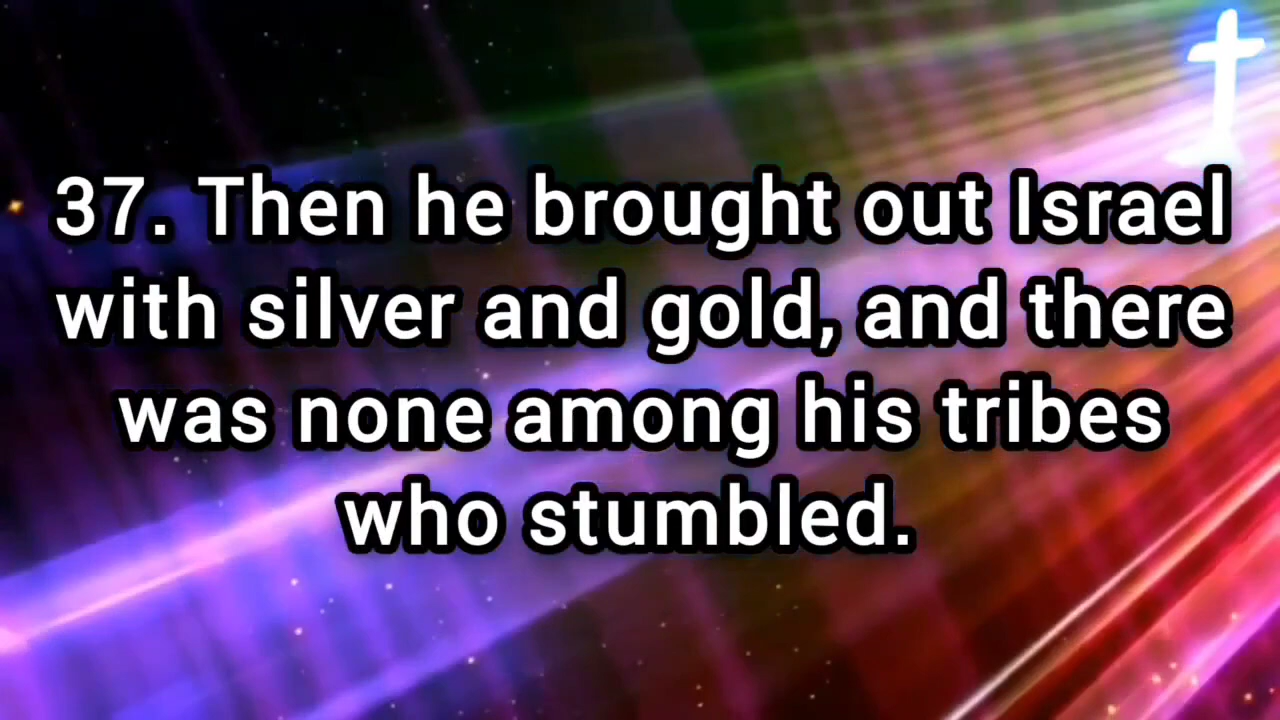 37. Then he brought out Israel
with silver and gold, and there
was none among his tribes
who stumbled.